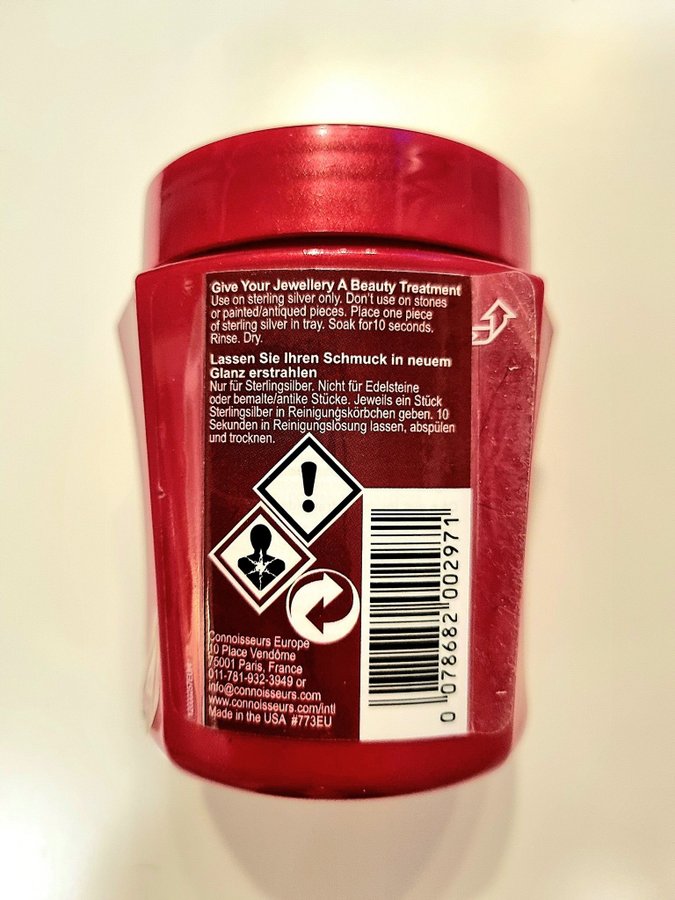 Give Your Jewellery A Beauty Treatment
Use on sterling silver only. Don't use on stones
or painted/antiqued pieces. Place one piece
of sterling silver in tray. Soak for10 seconds.
Rinse. Dry.
Lassen Sie Ihren Schmuck in neuem
Glanz erstrahlen
Nur für Sterlingsilber. Nicht für Edelsteine
oder bemalte/antike Stücke. Jeweils ein Stück
Sterlingsilber in Reinigungskörbchen geben. 10
Sekunden in Reinigungslösung lassen, abspülen
und trocknen.
Connoisseurs Europe
10 Place Vendôme
75001 Paris, France
011-781-932-3949 or
info@connoisseurs.com
www.connoisseurs.com/intl
Made in the USA #773EU
0 078682 002971